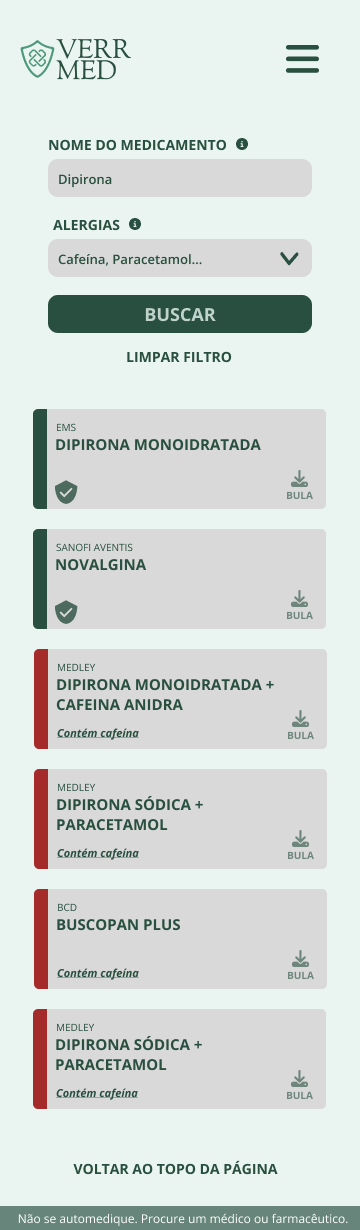 VERR
MED
NOME DO MEDICAMENTO
Dipirona
ALERGIAS
Cafeína, Paracetamol...
BUSCAR
LIMPAR FILTRO
EMS
DIPIRONA MONOIDRATADA
BULA
SANOFI AVENTIS
NOVALGINA
BULA
MEDLEY
DIPIRONA MONOIDRATADA +
CAFEINA ANIDRA
Contém cafeína
BULA
MEDLEY
DIPIRONA SÓDICA +
PARACETAMOL
Contém cafeína
BULA
BCD
BUSCOPAN PLUS
Contém cafeína
BULA
MEDLEY
DIPIRONA SÓDICA +
PARACETAMOL
Contém cafeína
BULA
VOLTAR AO TOPO DA PÁGINA
Não se automedique. Procure um médico ou farmacêutico.